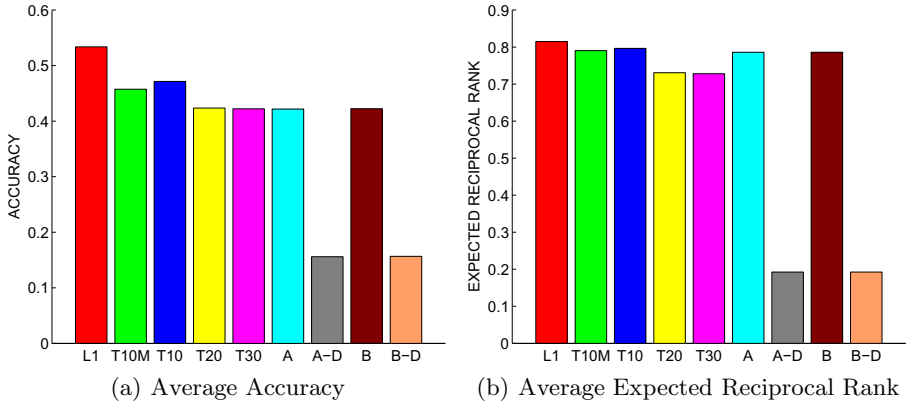 0.6
0.5
0.4
0.3
0.2
0.1
0
ACCURACY
L1 T10M T10 T20 T30 A A−D B B−D
(a) Average Accuracy
0.9
0.8
0.7
0.6
0.5
0.4
0.3
0.2
0.1
0
EXPECTED RECIPROCAL RANK
L1 T10M T10 T20 T30 A A−D B B−D
(b) Average Expected Reciprocal Rank